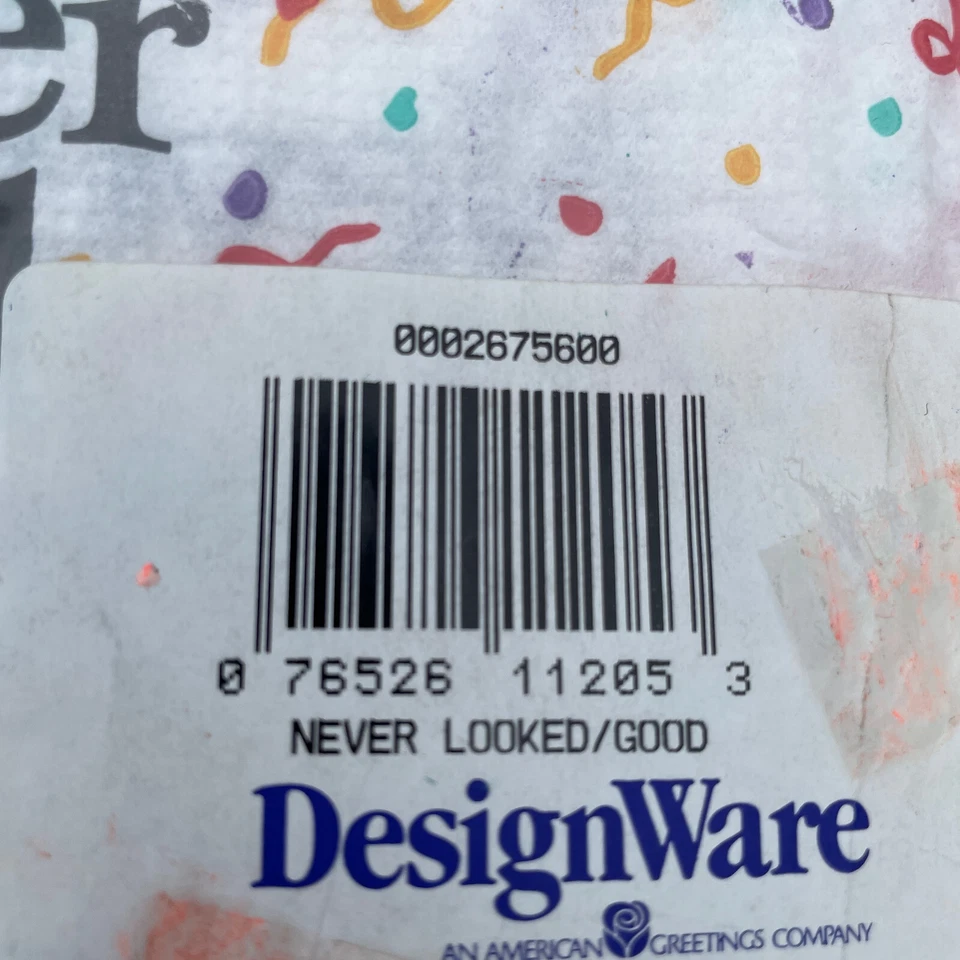 er
0002675600
0 76526 11205 3
NEVER LOOKED/GOOD
DesignWare
AN AMERICAN GREETINGS COMPANY